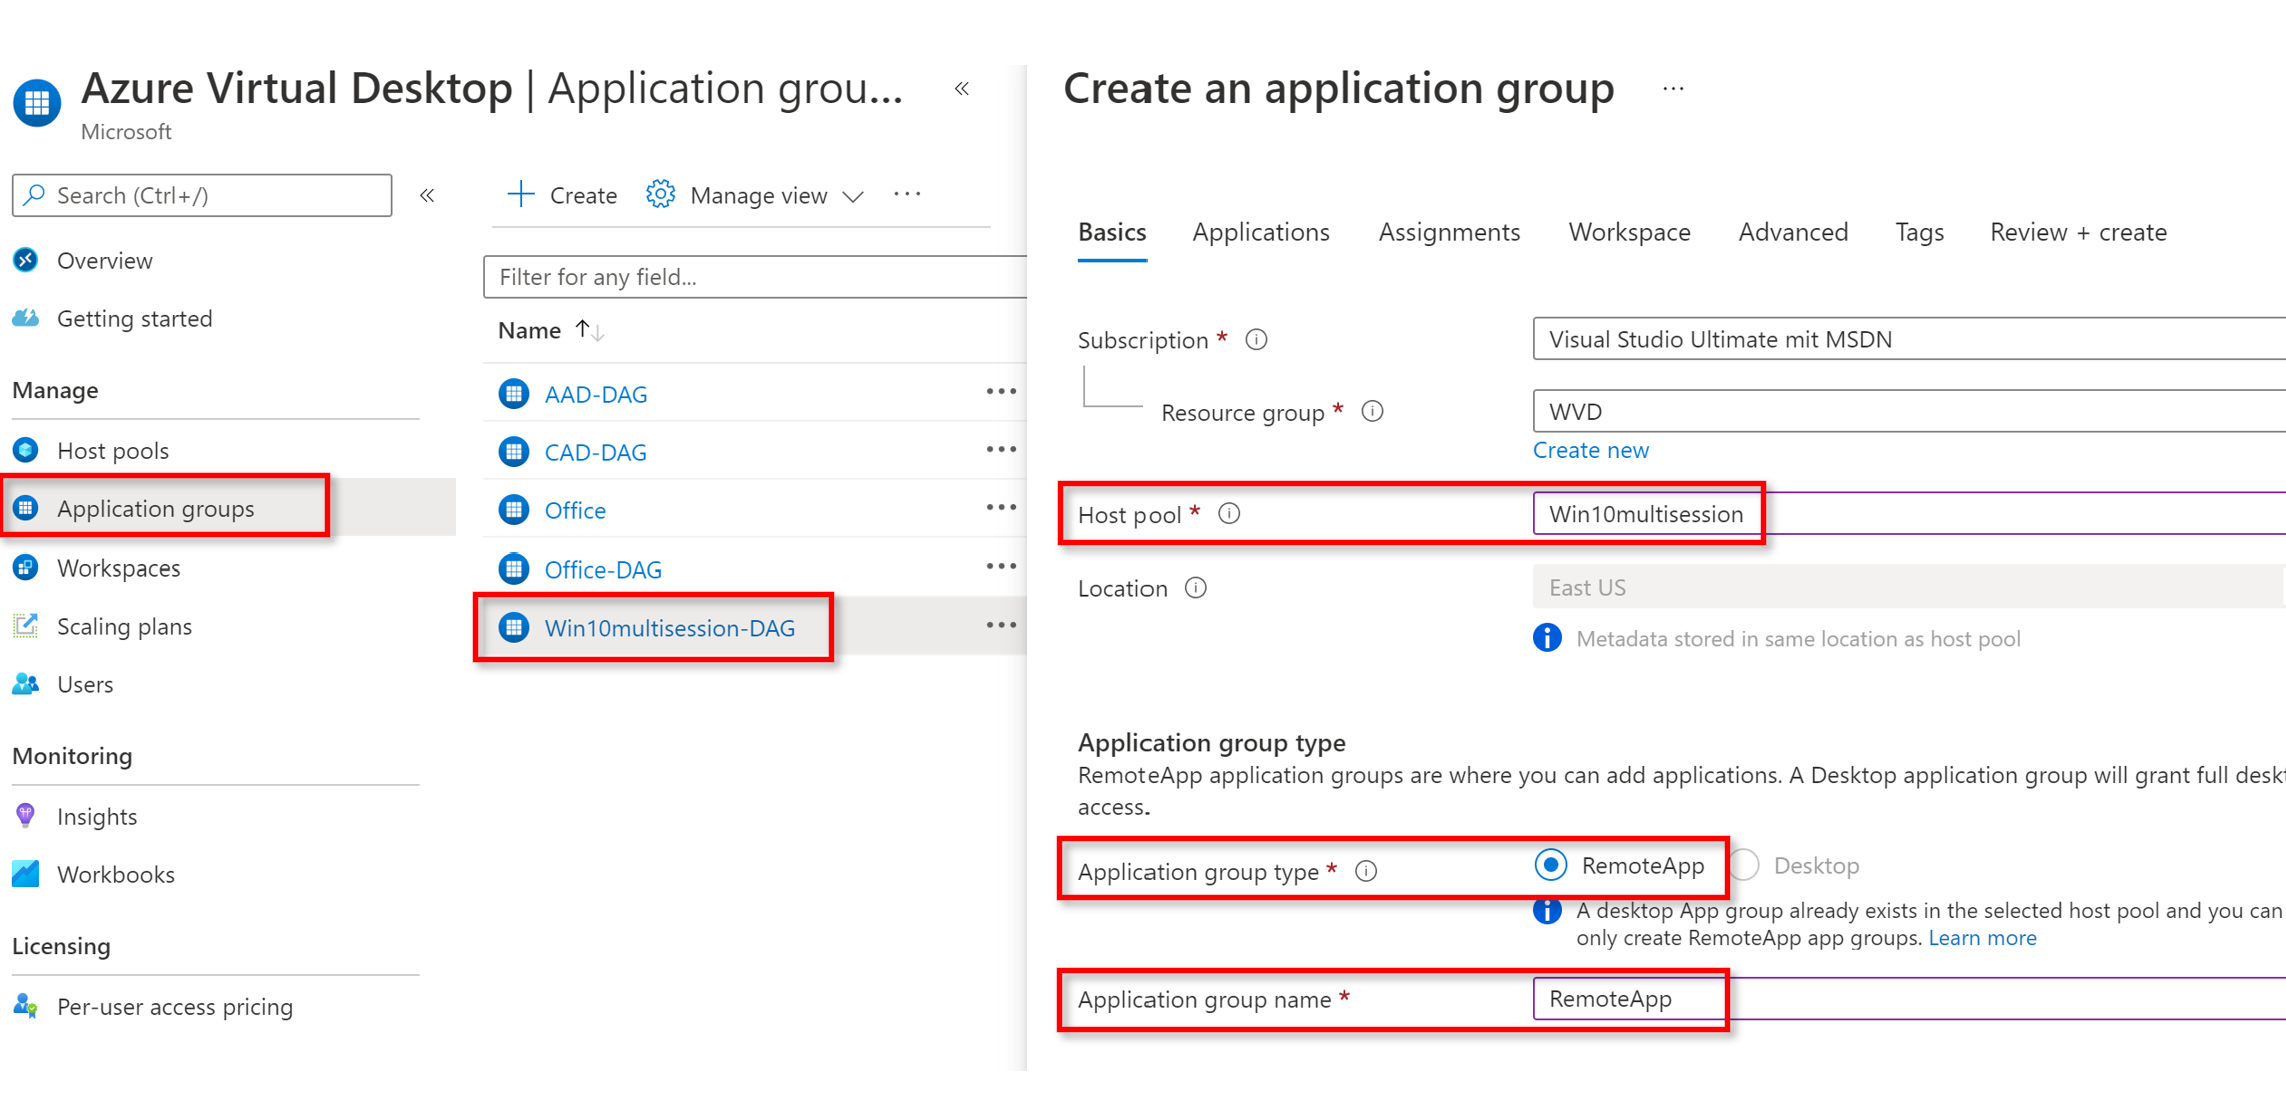 Azure Virtual Desktop | Application grou...
Microsoft
Search (Ctrl+/)
Overview
Getting started
Manage
Host pools
Application groups
Workspaces
Scaling plans
Users
Monitoring
Insights
Workbooks
Licensing
Per-user access pricing
Create Manage view ...
Filter for any field...
Name
AAD-DAG
CAD-DAG
Office
Office-DAG
Win10multisession-DAG
Create an application group ...
Basics Applications Assignments Workspace Advanced Tags Review + create
Subscription * Visual Studio Ultimate mit MSDN
Resource group * WVD
Create new
Host pool * Win10multisession
Location East US
Metadata stored in same location as host pool
Application group type
RemoteApp application groups are where you can add applications. A Desktop application group will grant full
access.
Application group type * RemoteApp Desktop
A desktop App group already exists in the selected host pool and you can
only create RemoteApp app groups. Learn more
Application group name * RemoteApp